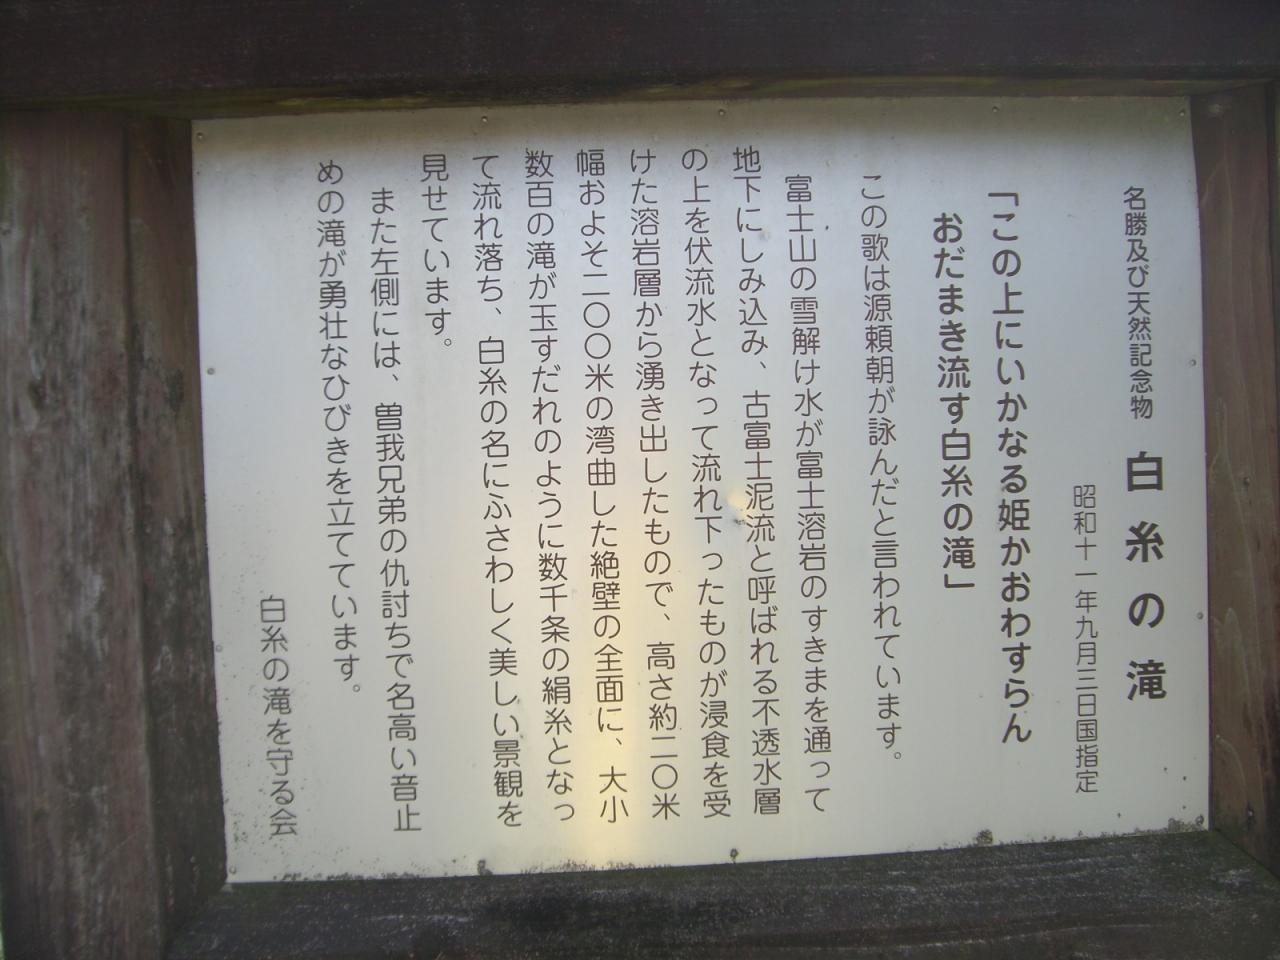 名勝及び天然記念物 白糸の滝
昭和十一年九月三日国指定
「この上にいかなる姫かおわすらん
おだまき流す白糸の滝」
この歌は源頼朝が詠んだと言われています。
富士山の雪解け水が富士溶岩のすきまを通って
地下にしみ込み、古富士泥流と呼ばれる不透水層
の上を伏流水となって流れ下ったものが浸食を受
けた溶岩層から湧き出したもので、高さ約二〇米
幅およそ二〇〇米の湾曲した絶壁の全面に、大小
数百の滝が玉すだれのように数千条の絹糸となっ
て流れ落ち、白糸の名にふさわしく美しい景観を
見せています。
また左側には、曽我兄弟の仇討ちで名高い音止
めの滝が勇壮なひびきを立てています。
白糸の滝を守る会